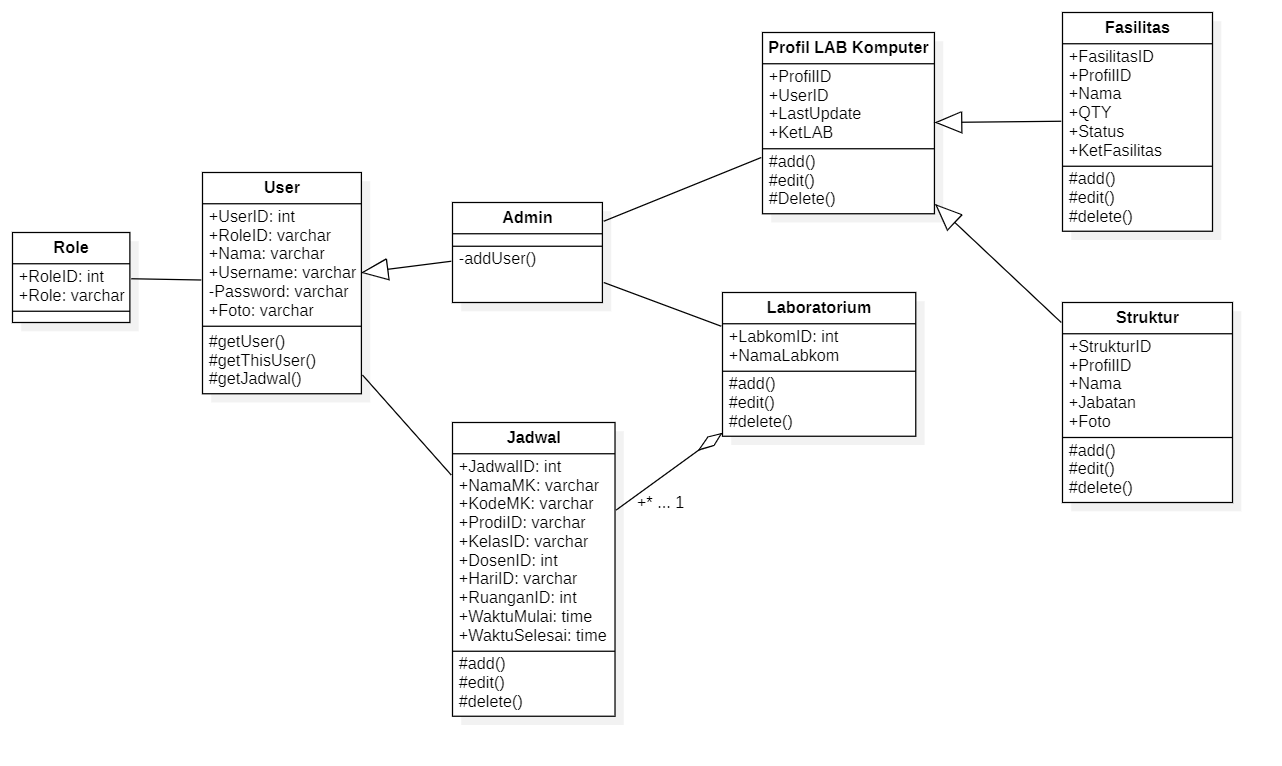 Role
+RoleID: int
+Role: varchar
User
+UserID: int
+RoleID: varchar
+Nama: varchar
+Username: varchar
-Password: varchar
+Foto: varchar
#getUser()
#getThisUser()
#getJadwal()
Admin
-addUser()
Jadwal
+JadwalID: int
+NamaMK: varchar
+KodeMK: varchar
+ProdiID: varchar
+KelasID: varchar
+DosenID: int
+HariID: varchar
+RuanganID: int
+WaktuMulai: time
+WaktuSelesai: time
#add()
#edit()
#delete()
+* ... 1
Profil LAB Komputer
+ProfilID
+UserID
+LastUpdate
+KetLAB
#add()
#edit()
#Delete()
Laboratorium
+LabkomID: int
+NamaLabkom
#add()
#edit()
#delete()
Fasilitas
+FasilitasID
+ProfilID
+Nama
+QTY
+Status
+KetFasilitas
#add()
#edit()
#delete()
Struktur
+StrukturID
+ProfilID
+Nama
+Jabatan
+Foto
#add()
#edit()
#delete()